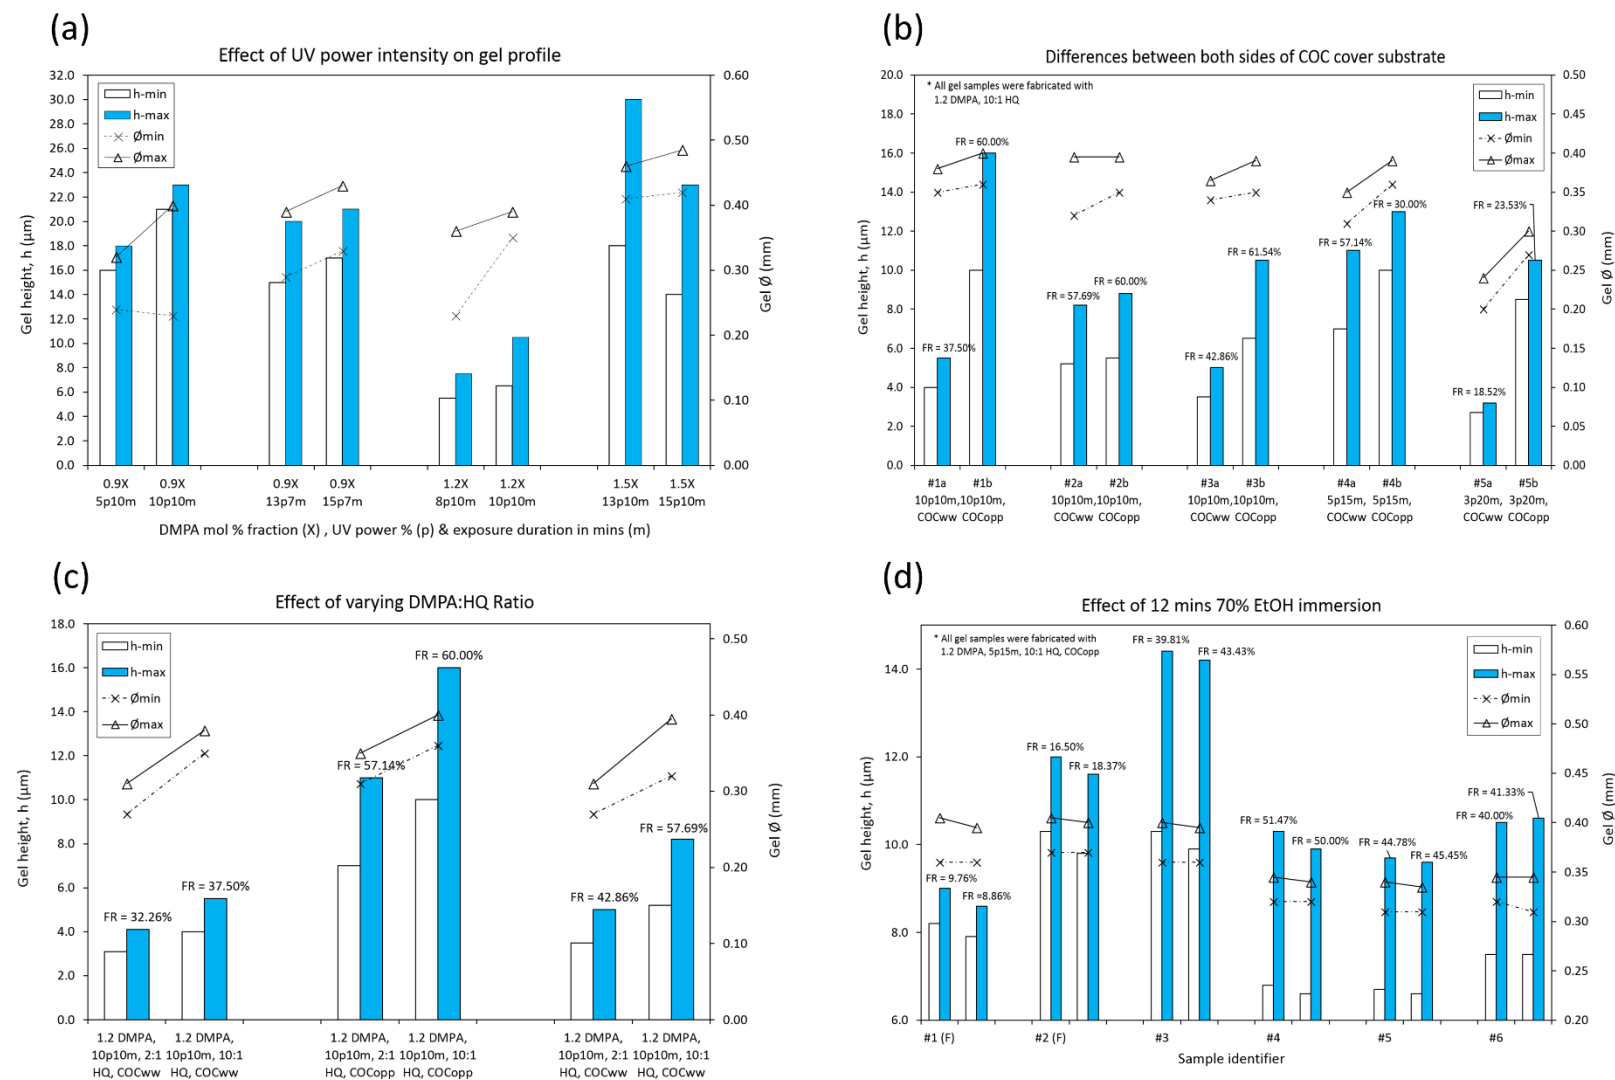 (a)
Effect of UV power intensity on gel profile
32.0
30.0
28.0
26.0
24.0
22.0
20.0
18.0
16.0
14.0
12.0
10.0
8.0
6.0
4.0
2.0
0.0
Gel height, h (µm)
h-min
h-max
Ømin
Ømax
0.60
0.50
0.40
0.30
0.20
0.10
0.00
Gel Ø (mm)
0.9X 0.9X 0.9X 0.9X 1.2X 1.2X 1.5X 1.5X
5p10m 10p10m 13p7m 15p7m 8p10m 10p10m 13p10m 15p10m
DMPA mol % fraction (X) , UV power % (p) & exposure duration in mins (m)
(b)
Differences between both sides of COC cover substrate
20.0
18.0
16.0
14.0
12.0
10.0
8.0
6.0
4.0
2.0
0.0
Gel height, h (µm)
* All gel samples were fabricated with
1.2 DMPA, 10:1 HQ
h-min
h-max
Ømin
Ømax
FR = 37.50%
FR = 60.00%
FR = 57.69%
FR = 60.00%
FR = 42.86%
FR = 61.54%
FR = 57.14%
FR = 30.00%
FR = 18.52%
FR = 23.53%
0.50
0.45
0.40
0.35
0.30
0.25
0.20
0.15
0.10
0.05
0.00
Gel Ø (mm)
#1a #1b #2a #2b #3a #3b #4a #4b #5a #5b
10p10m, 10p10m, 10p10m, 10p10m, 10p10m, 10p10m, 5p15m, 5p15m, 3p20m, 3p20m,
COCww COCopp COCww COCopp COCww COCopp COCww COCopp COCww COCopp
(c)
Effect of varying DMPA:HQ Ratio
18.0
16.0
14.0
12.0
10.0
8.0
6.0
4.0
2.0
0.0
Gel height, h (µm)
h-min
h-max
Ømin
Ømax
FR = 32.26%
FR = 37.50%
FR = 57.14%
FR = 60.00%
FR = 42.86%
FR = 57.69%
0.50
0.40
0.30
0.20
0.10
0.00
Gel Ø (mm)
1.2 DMPA, 1.2 DMPA, 1.2 DMPA, 1.2 DMPA, 1.2 DMPA, 1.2 DMPA,
10p10m, 2:1 10p10m, 10:1 10p10m, 2:1 10p10m, 10:1 10p10m, 2:1 10p10m, 10:1
HQ, COCww HQ, COCww HQ, COCopp HQ, COCopp HQ, COCww HQ, COCww
(d)
Effect of 12 mins 70% EtOH immersion
14.0
12.0
10.0
8.0
6.0
Gel height, h (µm)
* All gel samples were fabricated with
1.2 DMPA, 5p15m, 10:1 HQ, COCopp
h-min
h-max
Ømin
Ømax
FR = 9.76%
FR =8.86%
FR = 16.50%
FR = 18.37%
FR = 39.81%
FR = 43.43%
FR = 51.47%
FR = 50.00%
FR = 44.78%
FR = 45.45%
FR = 40.00%
FR = 41.33%
0.60
0.55
0.50
0.45
0.40
0.35
0.30
0.25
0.20
Gel Ø (mm)
#1 (F) #2 (F) #3 #4 #5 #6
Sample identifier